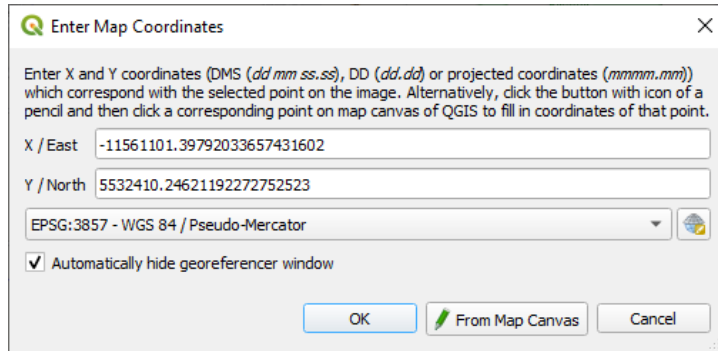 Enter Map Coordinates
Enter X and Y coordinates (DMS (dd mm ss.ss), DD (dd.dd) or projected coordinates (mmmm.mm))
which correspond with the selected point on the image. Alternatively, click the button with icon of a
pencil and then click a corresponding point on map canvas of QGIS to fill in coordinates of that point.
X / East -11561101.39792033657431602
Y / North 5532410.24621192272752523
EPSG:3857 - WGS 84 / Pseudo-Mercator
Automatically hide georeferencer window
OK From Map Canvas Cancel